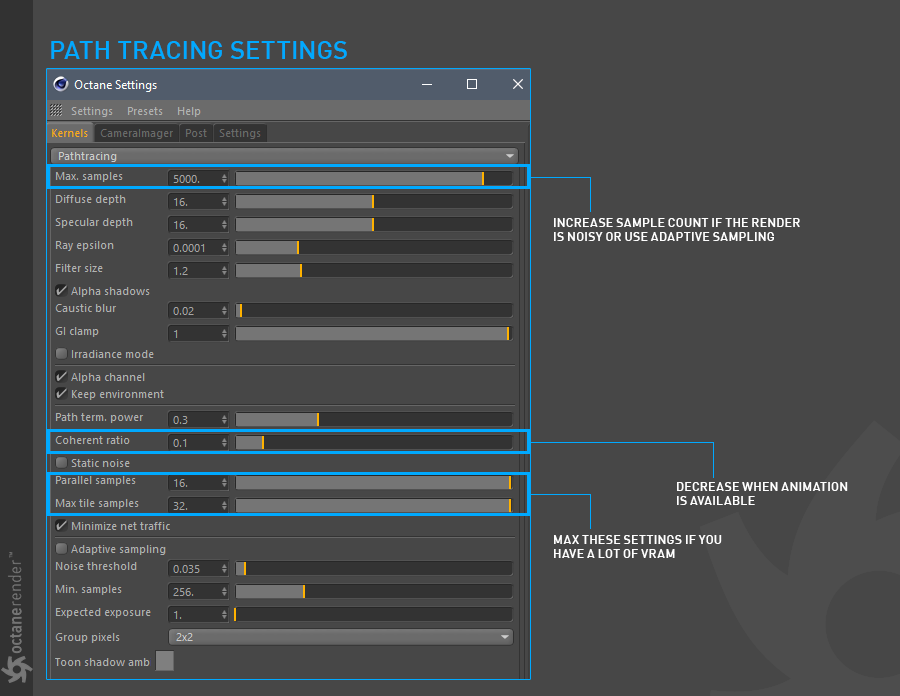 PATH TRACING SETTINGS
Octane Settings
Settings Presets Help
Kernels CameraImager Post Settings
Pathtracing
Max. samples 5000.
Diffuse depth 16.
Specular depth 16.
Ray epsilon 0.0001
Filter size 1.2
Alpha shadows
Caustic blur 0.02
GI clamp 1
Irradiance mode
Alpha channel
Keep environment
Path term. power 0.3
Coherent ratio 0.1
Static noise
Parallel samples 16.
Max tile samples 32.
Minimize net traffic
Adaptive sampling
Noise threshold 0.035
Min. samples 256.
Expected exposure 1.
Group pixels 2x2
Toon shadow amb
INCREASE SAMPLE COUNT IF THE RENDER
IS NOISY OR USE ADAPTIVE SAMPLING
DECREASE WHEN ANIMATION
IS AVAILABLE
MAX THESE SETTINGS IF YOU
HAVE A LOT OF VRAM
octanerender™